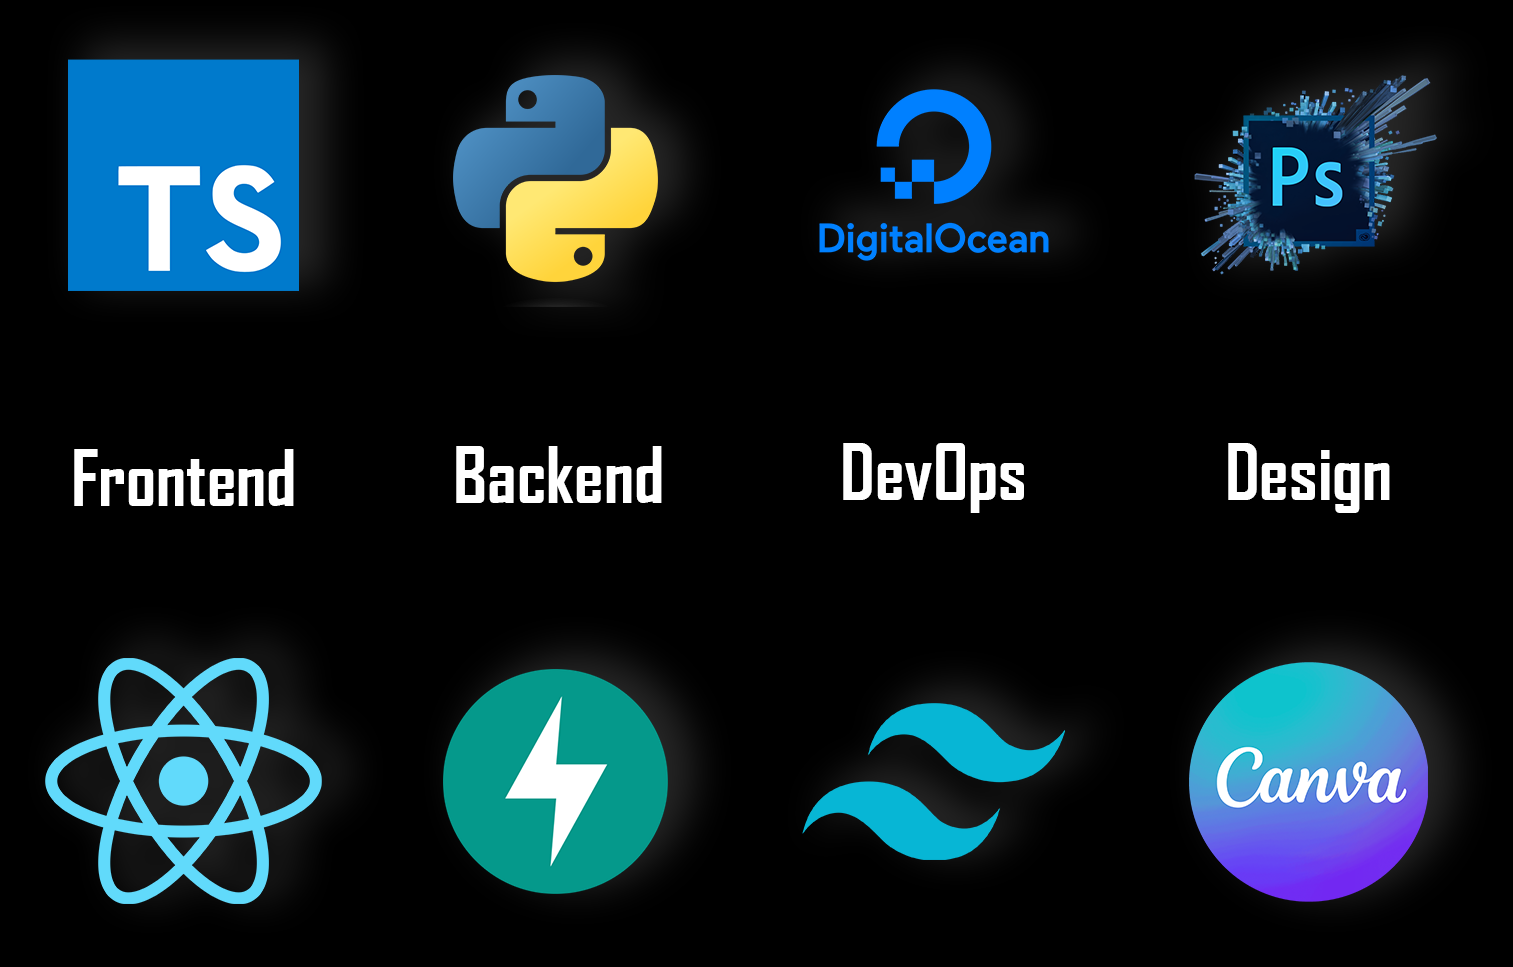 TS
DigitalOcean
Ps
Frontend
Backend
DevOps
Design
Canva